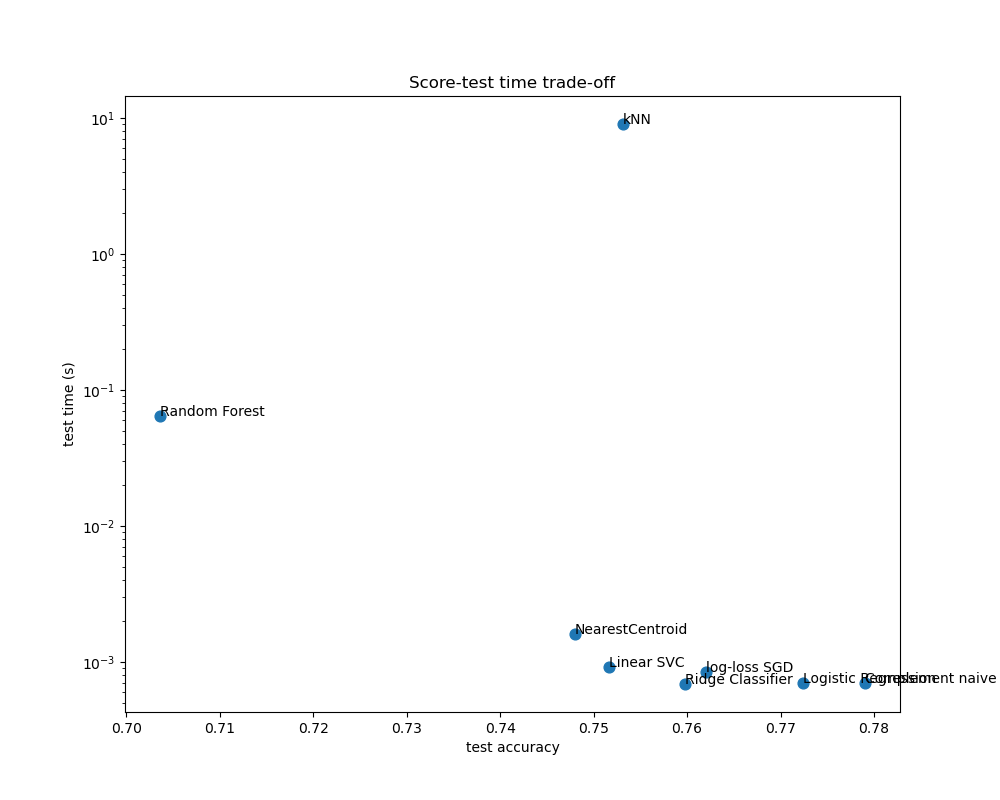 Score-test time trade-off
10¹
kNN
10⁰
test time (s)
10⁻¹
Random Forest
10⁻²
NearestCentroid
10⁻³
Linear SVC
log-loss SGD
Ridge Classifier
Logistic Regression
Complement naive
0.70 0.71 0.72 0.73 0.74 0.75 0.76 0.77 0.78
test accuracy